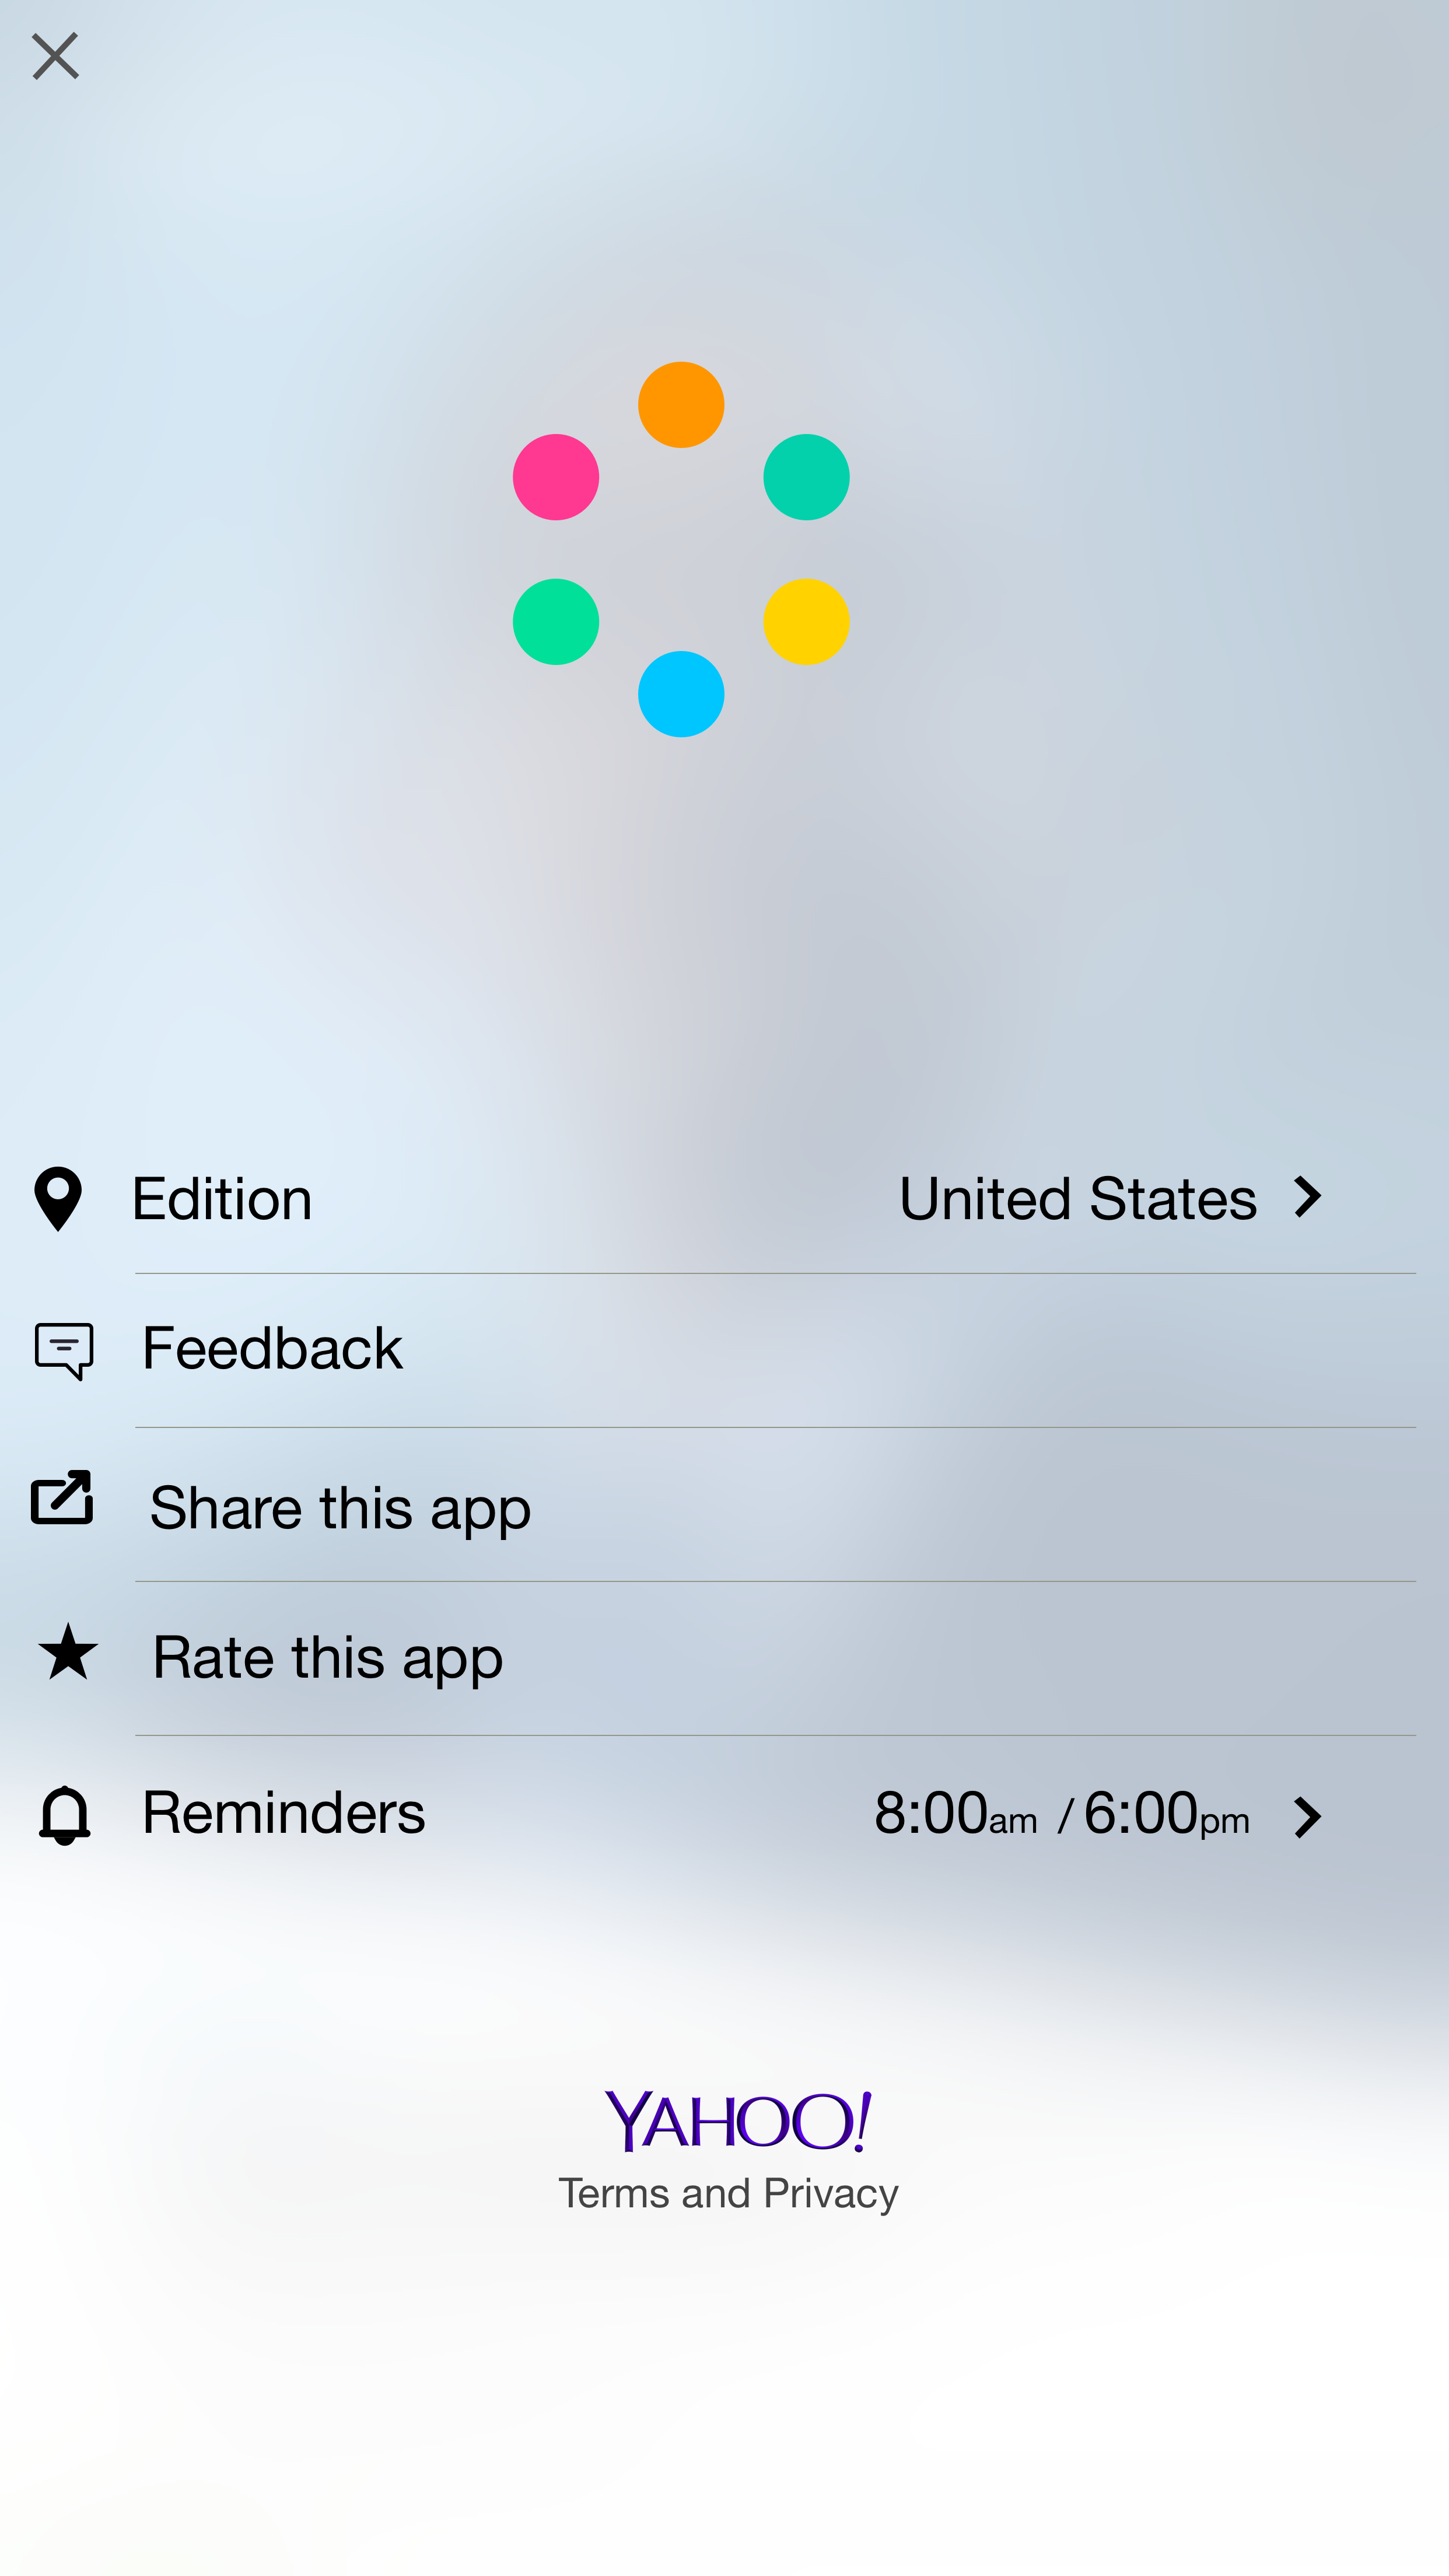 Edition United States
Feedback
Share this app
Rate this app
Reminders 8:00am / 6:00pm
YAHOO!
Terms and Privacy